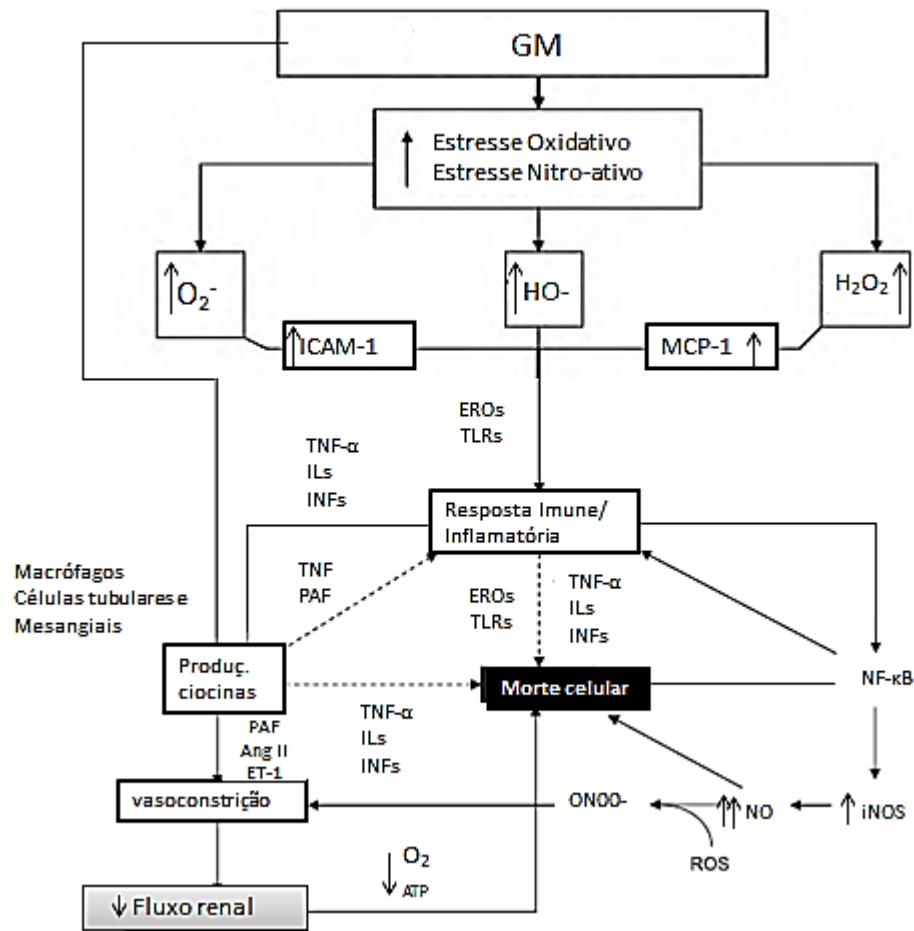 GM
↑ Estresse Oxidativo
Estresse Nitro-ativo
↑ O₂⁻
↑ HO-
H₂O₂ ↑
↑ ICAM-1
MCP-1 ↑
EROs
TLRs
TNF-α
ILs
INFs
Resposta Imune/
Inflamatória
Macrófagos
Células tubulares e
Mesangiais
TNF
PAF
EROs
TLRs
TNF-α
ILs
INFs
Produç.
ciocinas
Morte celular
NF-κB
PAF
Ang II
ET-1
TNF-α
ILs
INFs
vasoconstrição
ONOO-
↑↑ NO
↑ iNOS
ROS
↓ O₂
ATP
↓ Fluxo renal